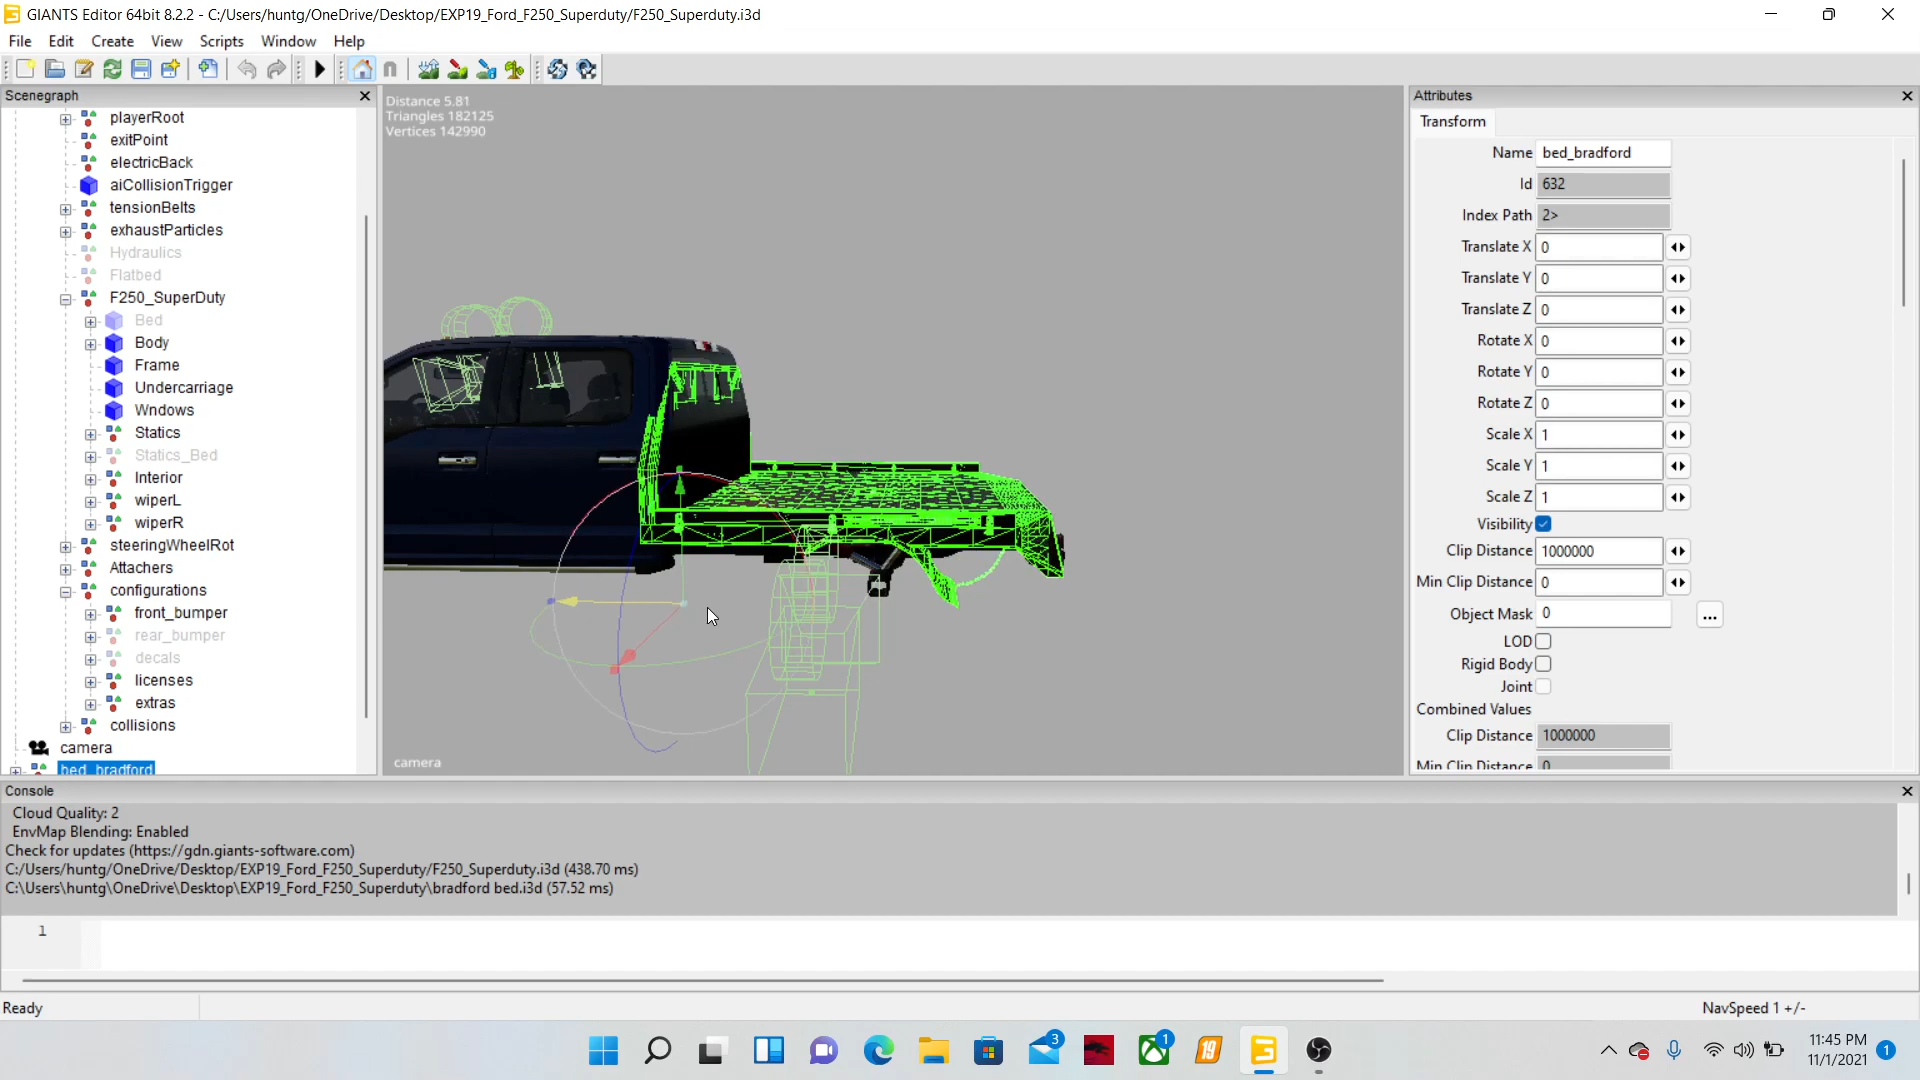 GIANTS Editor 64bit 8.2.2 - C:/Users/huntg/OneDrive/Desktop/EXP19_Ford_F250_Superduty/F250_Superduty.i3d
File Edit Create View Scripts Window Help
Scenegraph
playerRoot
exitPoint
electricBack
aiCollisionTrigger
tensionBelts
exhaustParticles
Hydraulics
Flatbed
F250_SuperDuty
Bed
Body
Frame
Undercarriage
Wndows
Statics
Statics_Bed
Interior
wiperL
wiperR
steeringWheelRot
Attachers
configurations
front_bumper
rear_bumper
decals
licenses
extras
collisions
camera
bed_bradford
Distance 5.81
Triangles 182125
Vertices 142990
camera
Attributes
Transform
Name bed_bradford
Id 632
Index Path 2>
Translate X 0
Translate Y 0
Translate Z 0
Rotate X 0
Rotate Y 0
Rotate Z 0
Scale X 1
Scale Y 1
Scale Z 1
Visibility
Clip Distance 1000000
Min Clip Distance 0
Object Mask 0 ...
LOD
Rigid Body
Joint
Combined Values
Clip Distance 1000000
Min Clip Distance 0
Console
Cloud Quality: 2
EnvMap Blending: Enabled
Check for updates (https://gdn.giants-software.com)
C:/Users/huntg/OneDrive/Desktop/EXP19_Ford_F250_Superduty/F250_Superduty.i3d (438.70 ms)
C:\Users\huntg\OneDrive\Desktop\EXP19_Ford_F250_Superduty\bradford bed.i3d (57.52 ms)
1
Ready
NavSpeed 1 +/-
3
1
19
11:45 PM
11/1/2021
1